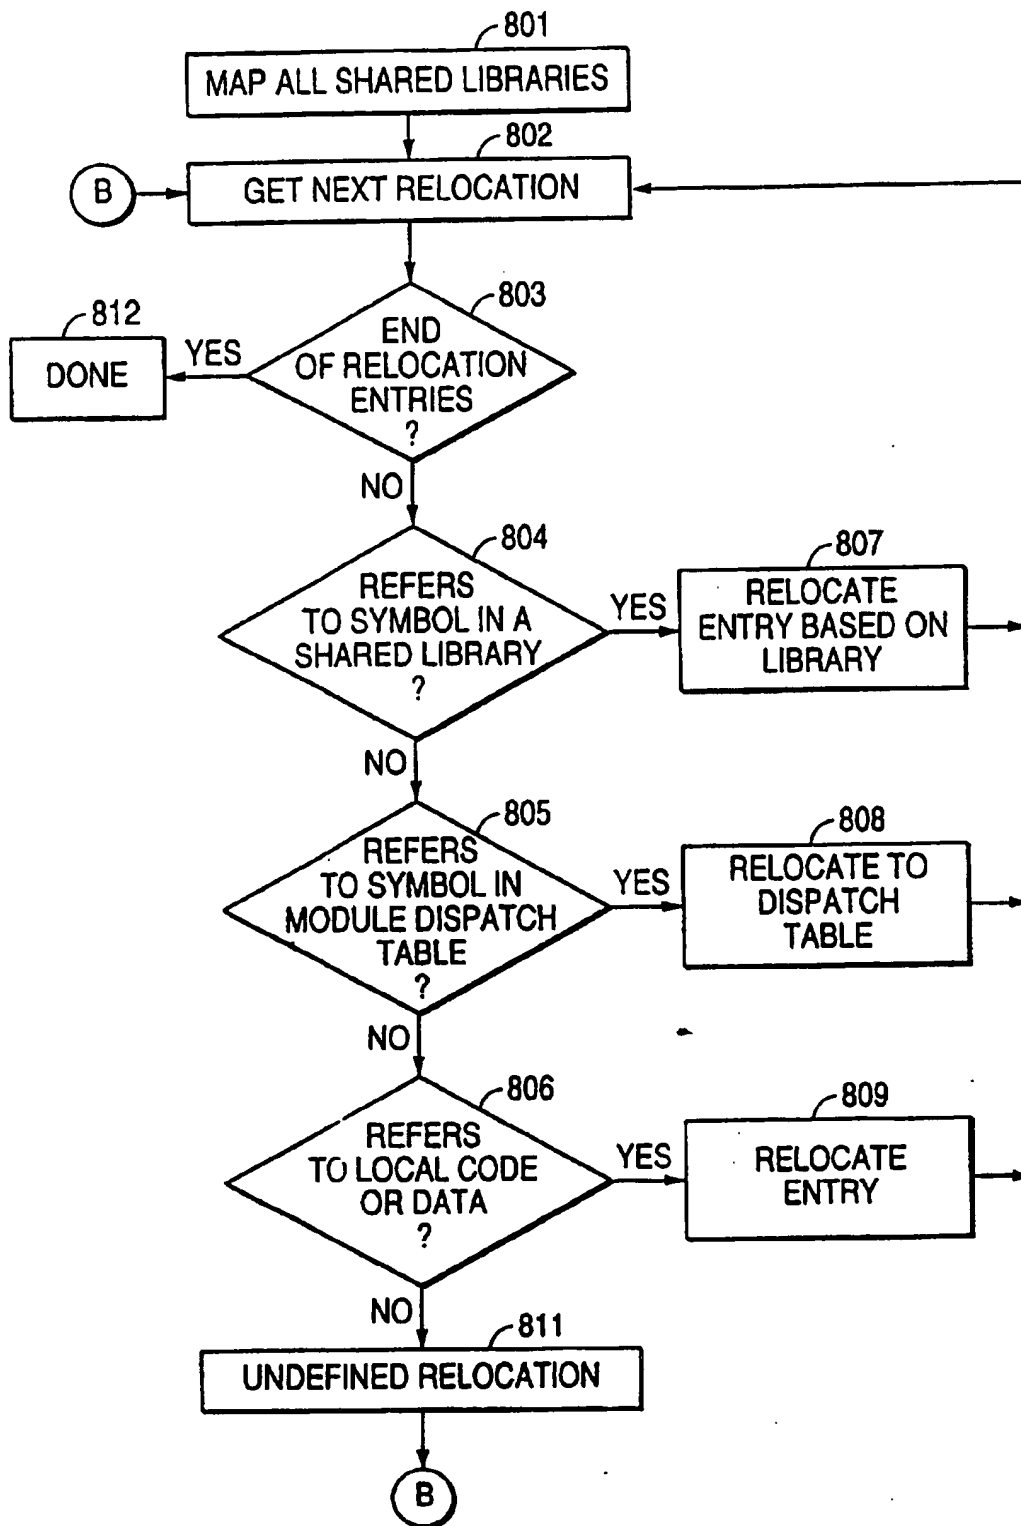 801
MAP ALL SHARED LIBRARIES
802
B
GET NEXT RELOCATION
803
812
END
OF RELOCATION
ENTRIES
?
YES
DONE
NO
804
807
REFERS
TO SYMBOL IN A
SHARED LIBRARY
?
YES
RELOCATE
ENTRY BASED ON
LIBRARY
NO
805
808
REFERS
TO SYMBOL IN
MODULE DISPATCH
TABLE
?
YES
RELOCATE TO
DISPATCH
TABLE
NO
806
809
REFERS
TO LOCAL CODE
OR DATA
?
YES
RELOCATE
ENTRY
NO
811
UNDEFINED RELOCATION
B